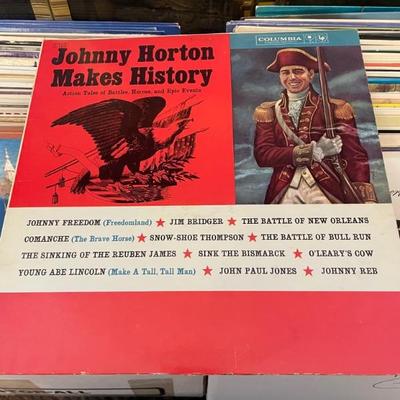 COLUMBIA
Johnny Horton
Makes History
Action Tales of Battles, Heroes, and Epic Events
JOHNNY FREEDOM (Freedomland) ★ JIM BRIDGER ★ THE BATTLE OF NEW ORLEANS
COMANCHE (The Brave Horse) ★ SNOW-SHOE THOMPSON ★ THE BATTLE OF BULL RUN
THE SINKING OF THE REUBEN JAMES ★ SINK THE BISMARCK ★ O'LEARY'S COW
YOUNG ABE LINCOLN (Make A Tall, Tall Man) ★ JOHN PAUL JONES ★ JOHNNY REB